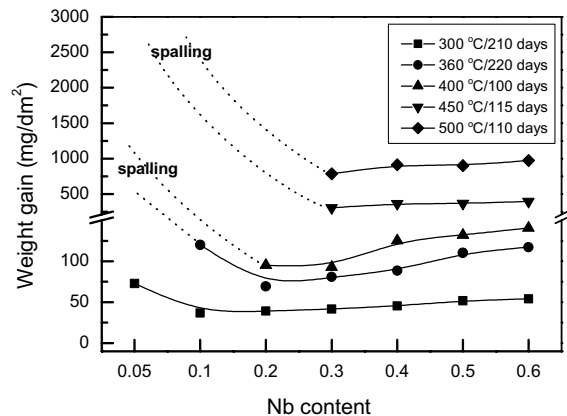 3000
2500
2000
1500
1000
500
100
50
0
Weight gain (mg/dm²)
spalling
spalling
300 °C/210 days
360 °C/220 days
400 °C/100 days
450 °C/115 days
500 °C/110 days
0.05 0.1 0.2 0.3 0.4 0.5 0.6
Nb content